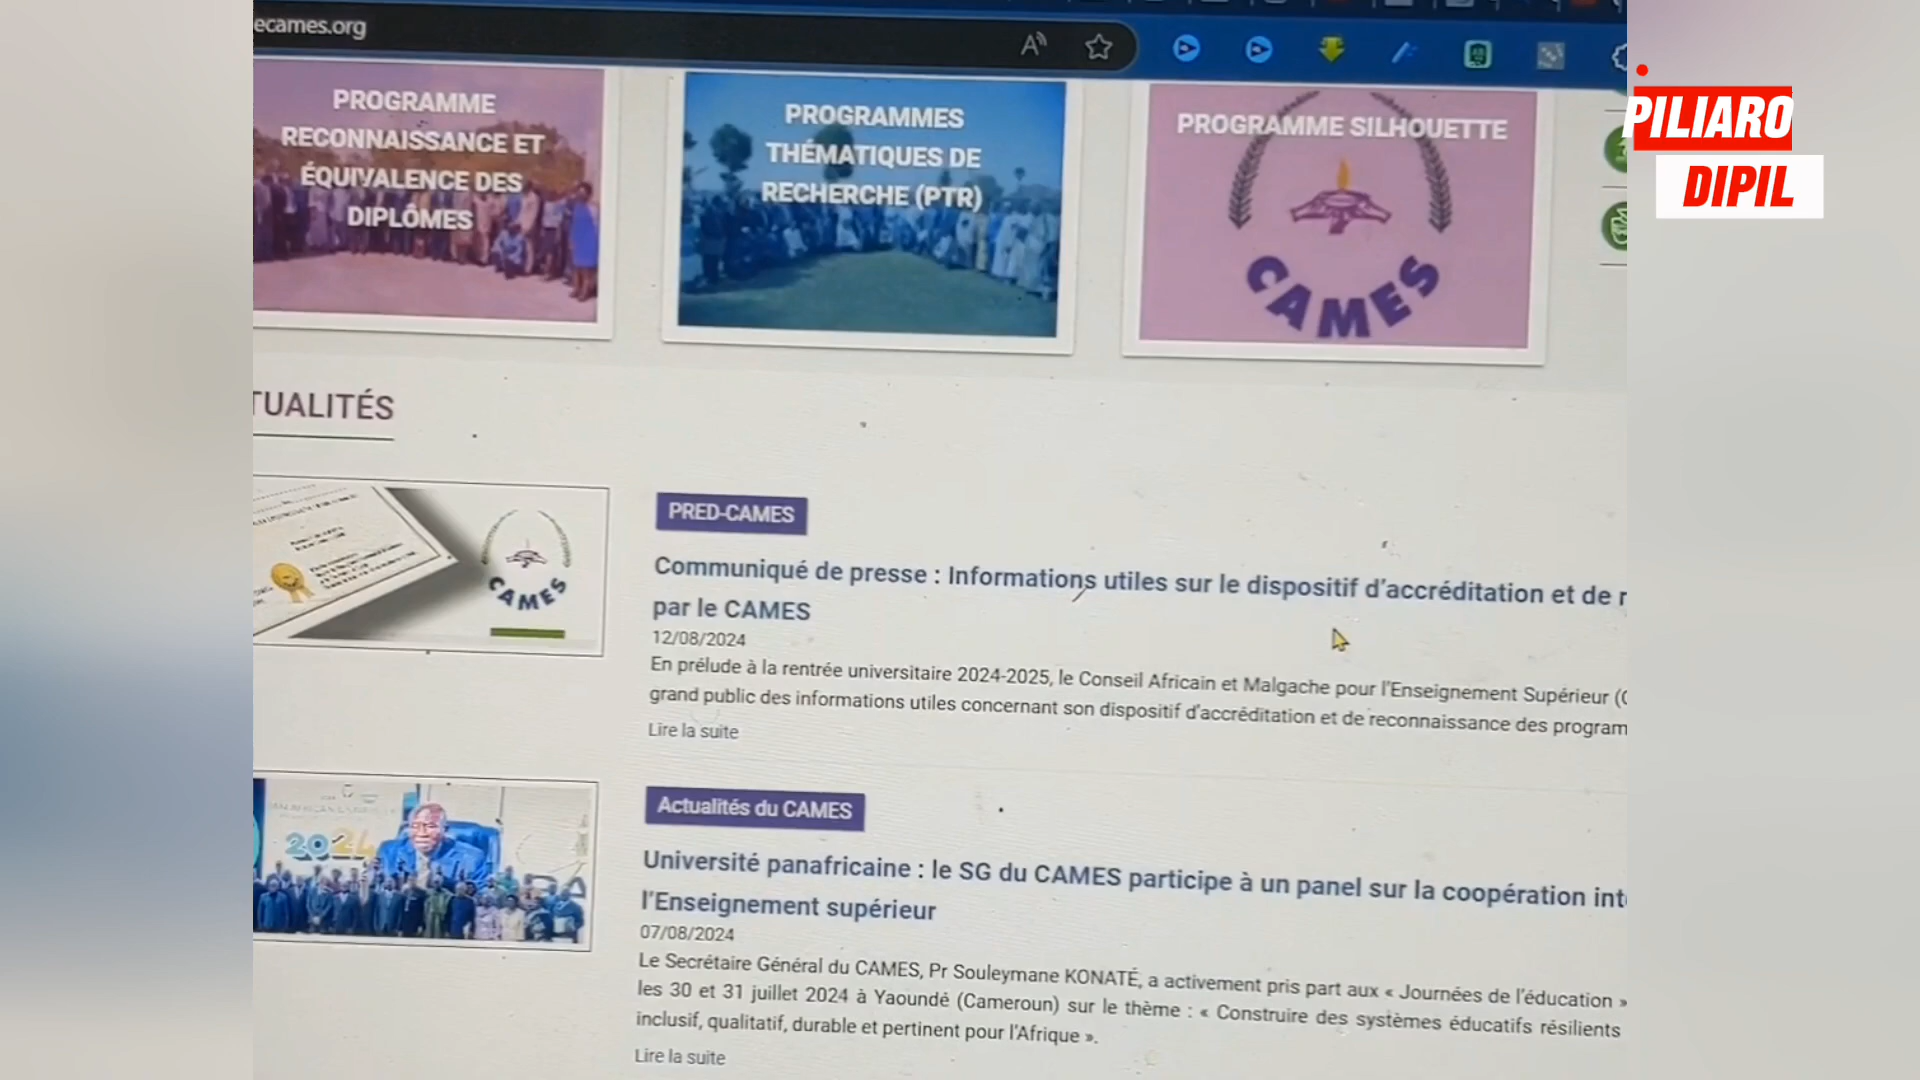 ecames.org
PILIARO
DIPIL
PROGRAMME
RECONNAISSANCE ET
ÉQUIVALENCE DES
DIPLÔMES
PROGRAMMES
THÉMATIQUES DE
RECHERCHE (PTR)
PROGRAMME SILHOUETTE
CAMES
TUALITÉS
CAMES
PRED-CAMES
Communiqué de presse : Informations utiles sur le dispositif d'accréditation et de r
par le CAMES
12/08/2024
En prélude à la rentrée universitaire 2024-2025, le Conseil Africain et Malgache pour l'Enseignement Supérieur (
grand public des informations utiles concernant son dispositif d'accréditation et de reconnaissance des program
Lire la suite
2024
Actualités du CAMES
Université panafricaine : le SG du CAMES participe à un panel sur la coopération int
l'Enseignement supérieur
07/08/2024
Le Secrétaire Général du CAMES, Pr Souleymane KONATÉ, a activement pris part aux « Journées de l'éducation »
les 30 et 31 juillet 2024 à Yaoundé (Cameroun) sur le thème : « Construire des systèmes éducatifs résilients
inclusif, qualitatif, durable et pertinent pour l'Afrique ».
Lire la suite